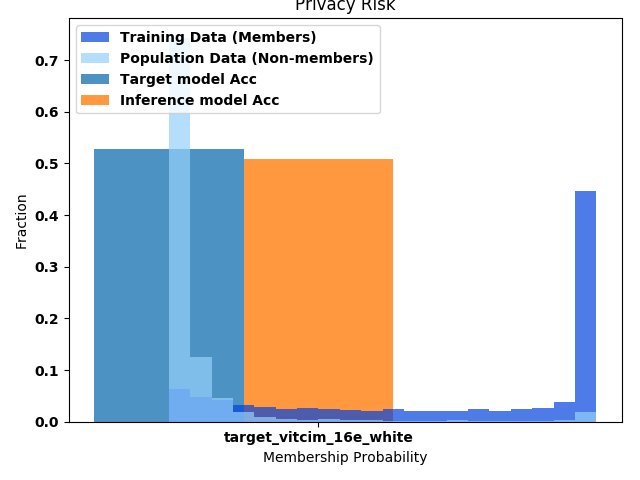 Privacy Risk
Training Data (Members)
Population Data (Non-members)
Target model Acc
Inference model Acc
0.7
0.6
0.5
0.4
0.3
0.2
0.1
0.0
Fraction
target_vitcim_16e_white
Membership Probability